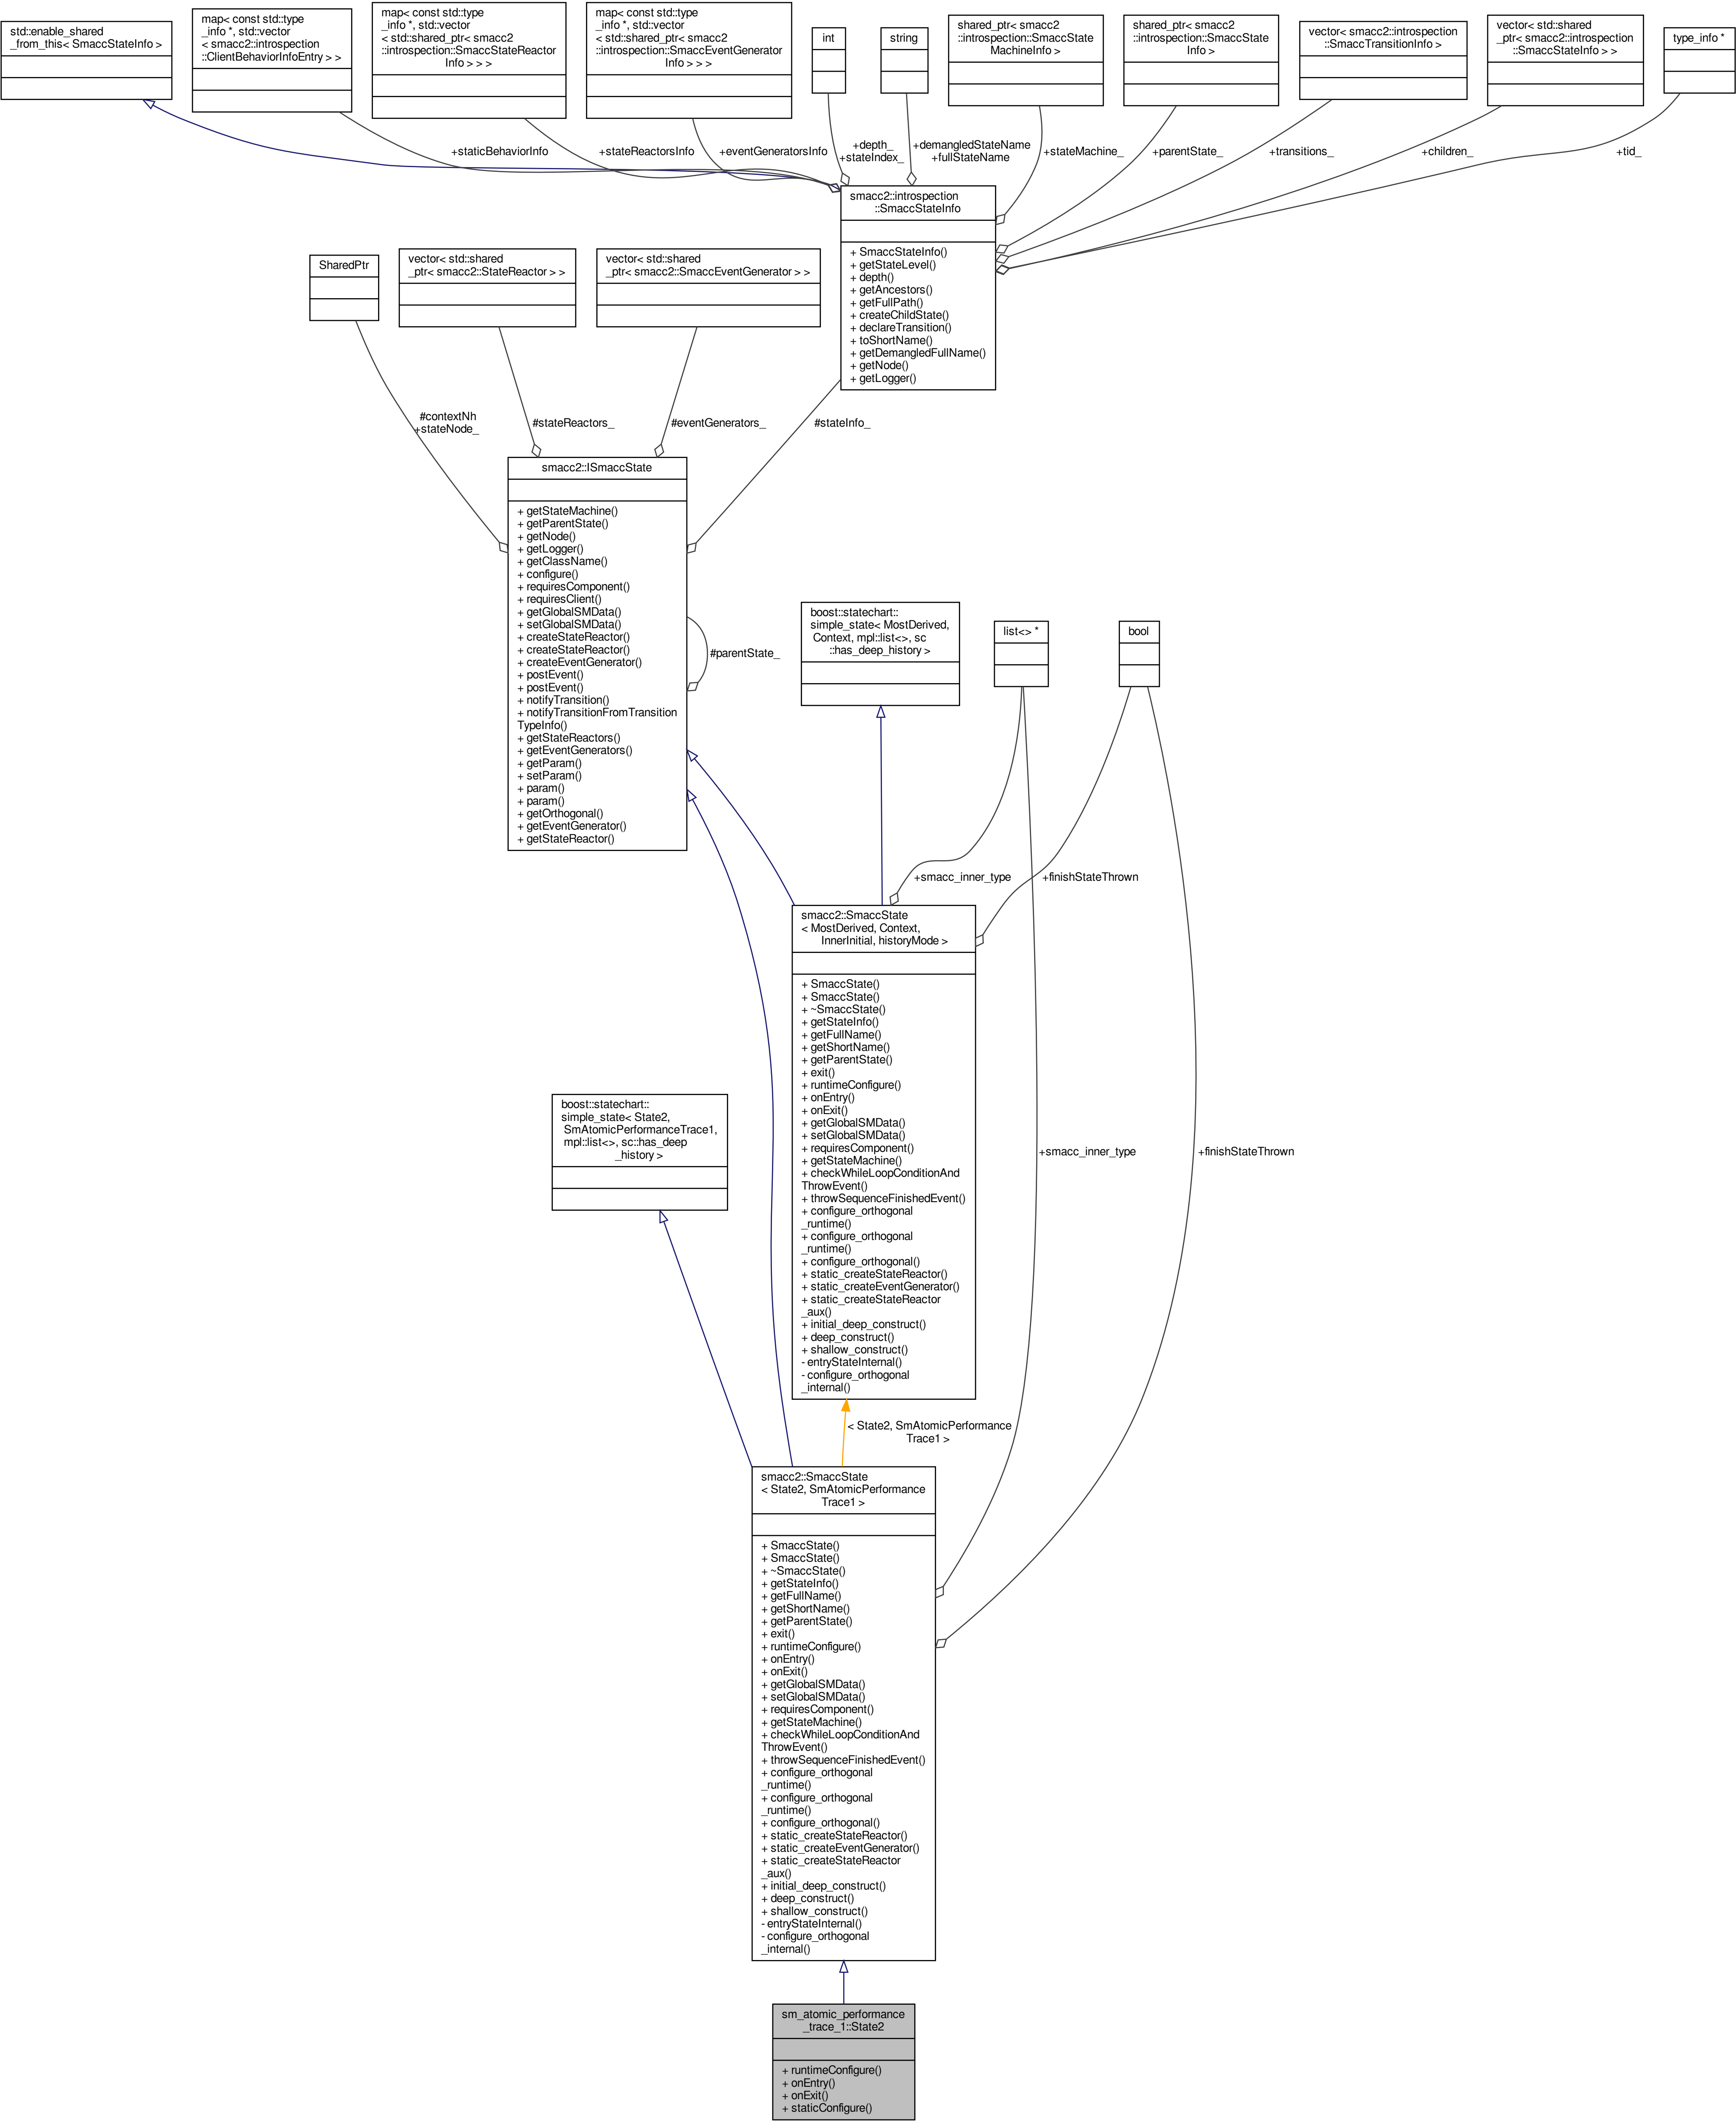 std::enable_shared
_from_this< SmaccStateInfo >
map< const std::type
_info *, std::vector
< smacc2::introspection
::ClientBehaviorInfoEntry > >
map< const std::type
_info *, std::vector
< std::shared_ptr< smacc2
::introspection::SmaccStateReactor
Info > > >
map< const std::type
_info *, std::vector
< std::shared_ptr< smacc2
::introspection::SmaccEventGenerator
Info > > >
int
string
shared_ptr< smacc2
::introspection::SmaccState
MachineInfo >
shared_ptr< smacc2
::introspection::SmaccState
Info >
vector< smacc2::introspection
::SmaccTransitionInfo >
vector< std::shared
_ptr< smacc2::introspection
::SmaccStateInfo > >
type_info *
+staticBehaviorInfo
+stateReactorsInfo
+eventGeneratorsInfo
+depth_
+stateIndex_
+demangledStateName
+fullStateName
+stateMachine_
+parentState_
+transitions_
+children_
+tid_
smacc2::introspection
::SmaccStateInfo
+ SmaccStateInfo()
+ getStateLevel()
+ depth()
+ getAncestors()
+ getFullPath()
+ createChildState()
+ declareTransition()
+ toShortName()
+ getDemangledFullName()
+ getNode()
+ getLogger()
SharedPtr
vector< std::shared
_ptr< smacc2::StateReactor > >
vector< std::shared
_ptr< smacc2::SmaccEventGenerator > >
#contextNh
+stateNode_
#stateReactors_
#eventGenerators_
#stateInfo_
smacc2::ISmaccState
+ getStateMachine()
+ getParentState()
+ getNode()
+ getLogger()
+ getClassName()
+ configure()
+ requiresComponent()
+ requiresClient()
+ getGlobalSMData()
+ setGlobalSMData()
+ createStateReactor()
+ createStateReactor()
+ createEventGenerator()
+ postEvent()
+ postEvent()
+ notifyTransition()
+ notifyTransitionFromTransition
TypeInfo()
+ getStateReactors()
+ getEventGenerators()
+ getParam()
+ setParam()
+ param()
+ param()
+ getOrthogonal()
+ getEventGenerator()
+ getStateReactor()
#parentState_
boost::statechart::
simple_state< MostDerived,
Context, mpl::list<>, sc
::has_deep_history >
list<> *
bool
+smacc_inner_type
+finishStateThrown
smacc2::SmaccState
< MostDerived, Context,
InnerInitial, historyMode >
+ SmaccState()
+ SmaccState()
+ ~SmaccState()
+ getStateInfo()
+ getFullName()
+ getShortName()
+ getParentState()
+ exit()
+ runtimeConfigure()
+ onEntry()
+ onExit()
+ getGlobalSMData()
+ setGlobalSMData()
+ requiresComponent()
+ getStateMachine()
+ checkWhileLoopConditionAnd
ThrowEvent()
+ throwSequenceFinishedEvent()
+ configure_orthogonal
_runtime()
+ configure_orthogonal
_runtime()
+ configure_orthogonal()
+ static_createStateReactor()
+ static_createEventGenerator()
+ static_createStateReactor
_aux()
+ initial_deep_construct()
+ deep_construct()
+ shallow_construct()
- entryStateInternal()
- configure_orthogonal
_internal()
boost::statechart::
simple_state< State2,
SmAtomicPerformanceTrace1,
mpl::list<>, sc::has_deep
_history >
+smacc_inner_type
+finishStateThrown
< State2, SmAtomicPerformance
Trace1 >
smacc2::SmaccState
< State2, SmAtomicPerformance
Trace1 >
+ SmaccState()
+ SmaccState()
+ ~SmaccState()
+ getStateInfo()
+ getFullName()
+ getShortName()
+ getParentState()
+ exit()
+ runtimeConfigure()
+ onEntry()
+ onExit()
+ getGlobalSMData()
+ setGlobalSMData()
+ requiresComponent()
+ getStateMachine()
+ checkWhileLoopConditionAnd
ThrowEvent()
+ throwSequenceFinishedEvent()
+ configure_orthogonal
_runtime()
+ configure_orthogonal
_runtime()
+ configure_orthogonal()
+ static_createStateReactor()
+ static_createEventGenerator()
+ static_createStateReactor
_aux()
+ initial_deep_construct()
+ deep_construct()
+ shallow_construct()
- entryStateInternal()
- configure_orthogonal
_internal()
sm_atomic_performance
_trace_1::State2
+ runtimeConfigure()
+ onEntry()
+ onExit()
+ staticConfigure()